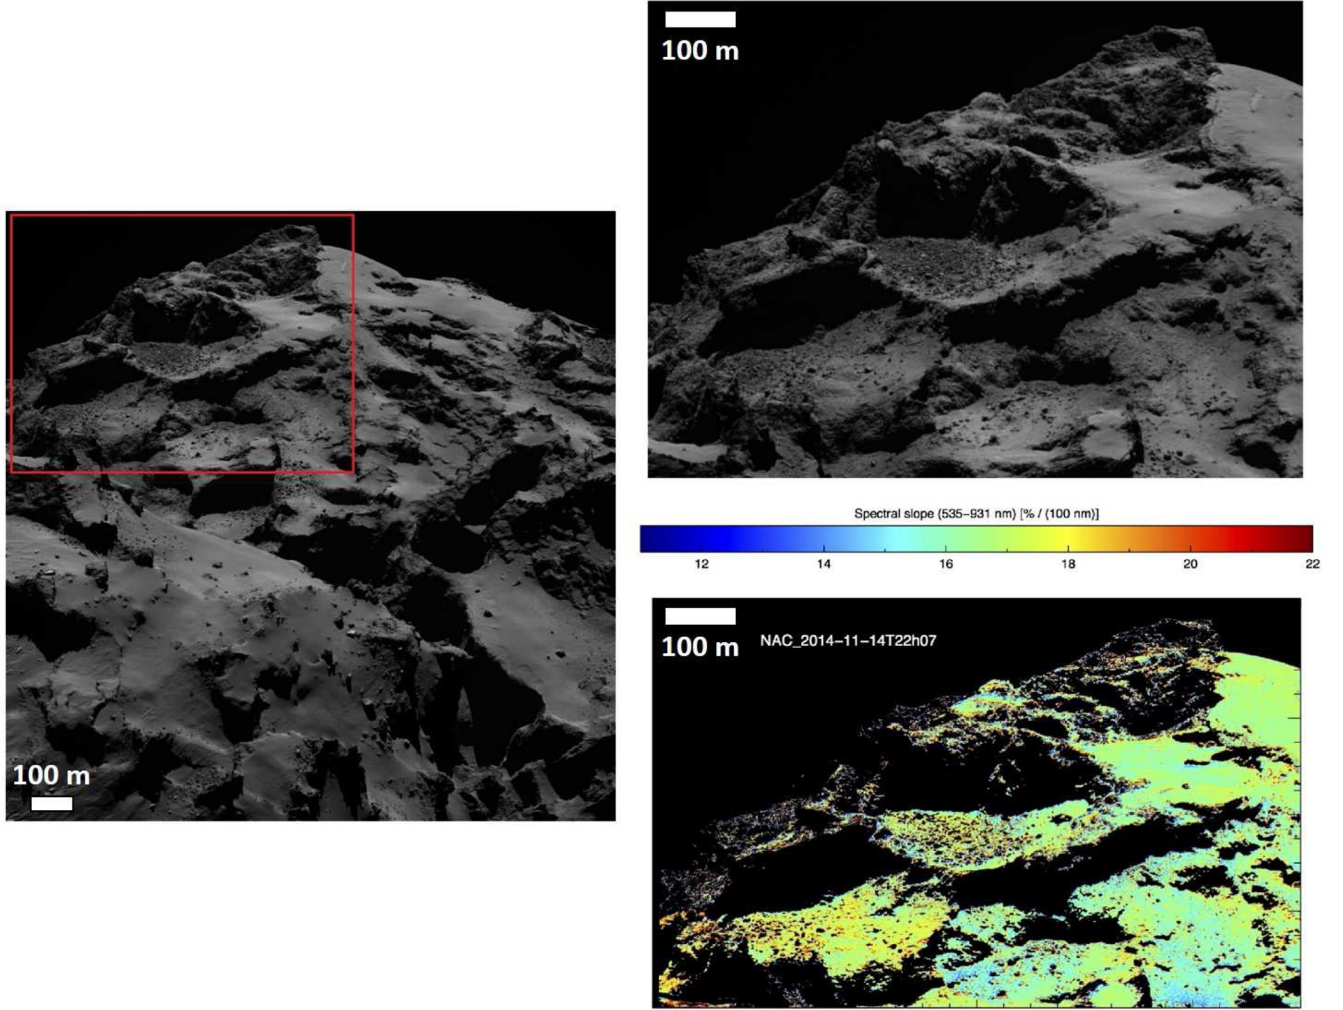 100 m
100 m
Spectral slope (535–931 nm) [% / (100 nm)]
12 14 16 18 20 22
100 m
NAC_2014–11–14T22h07